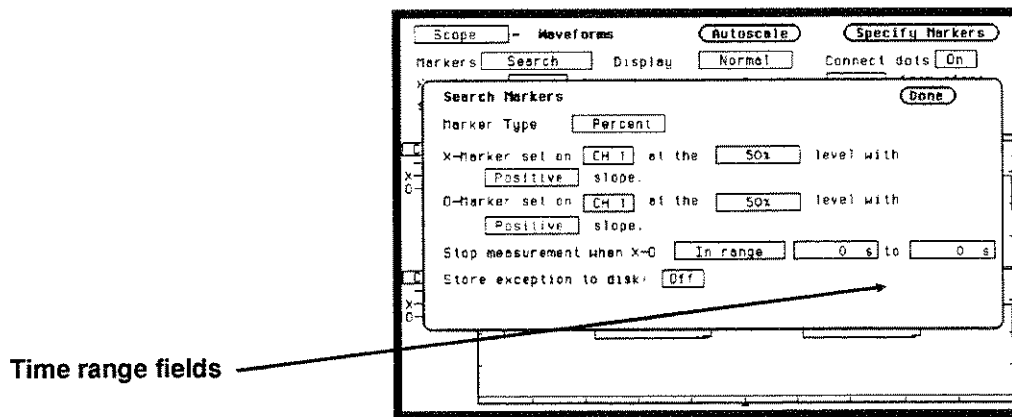 Scope - Waveforms Autoscale Specify Markers
Markers Search Display Normal Connect dots On
Search Markers Done
Marker Type Percent
X-Marker set on CH 1 at the 50% level with
Positive slope.
O-Marker set on CH 1 at the 50% level with
Positive slope.
Stop measurement when X-O In range 0 s to 0 s
Store exception to disk: Off
X
O
X
O
Time range fields